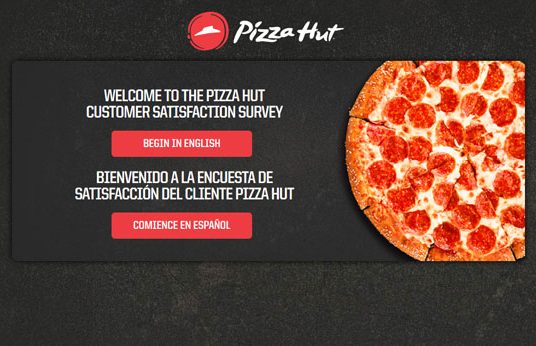 Pizza Hut
WELCOME TO THE PIZZA HUT
CUSTOMER SATISFACTION SURVEY
BEGIN IN ENGLISH
BIENVENIDO A LA ENCUESTA DE
SATISFACCIÓN DEL CLIENTE PIZZA HUT
COMIENCE EN ESPAÑOL